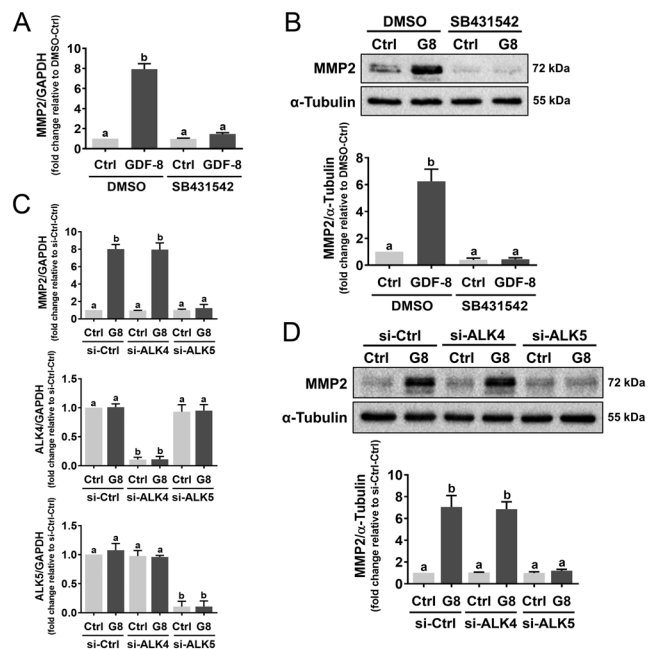 A
MMP2/GAPDH
(fold change relative to DMSO-Ctrl)
10
8
6
4
2
0
a
b
a
a
Ctrl GDF-8 Ctrl GDF-8
DMSO SB431542
B
DMSO SB431542
Ctrl G8 Ctrl G8
MMP2 72 kDa
α-Tubulin 55 kDa
MMP2/α-Tubulin
(fold change relative to DMSO-Ctrl)
8
6
4
2
0
a
b
a
a
Ctrl GDF-8 Ctrl GDF-8
DMSO SB431542
C
MMP2/GAPDH
(fold change relative to si-Ctrl-Ctrl)
10
8
6
4
2
0
a b a b a a
Ctrl G8 Ctrl G8 Ctrl G8
si-Ctrl si-ALK4 si-ALK5
ALK4/GAPDH
(fold change relative to si-Ctrl-Ctrl)
1.5
1.0
0.5
0.0
a a b b a a
Ctrl G8 Ctrl G8 Ctrl G8
si-Ctrl si-ALK4 si-ALK5
ALK5/GAPDH
(fold change relative to si-Ctrl-Ctrl)
1.5
1.0
0.5
0.0
a a a a b b
Ctrl G8 Ctrl G8 Ctrl G8
si-Ctrl si-ALK4 si-ALK5
D
si-Ctrl si-ALK4 si-ALK5
Ctrl G8 Ctrl G8 Ctrl G8
MMP2 72 kDa
α-Tubulin 55 kDa
MMP2/α-Tubulin
(fold change relative to si-Ctrl-Ctrl)
10
8
6
4
2
0
a b a b a a
Ctrl G8 Ctrl G8 Ctrl G8
si-Ctrl si-ALK4 si-ALK5